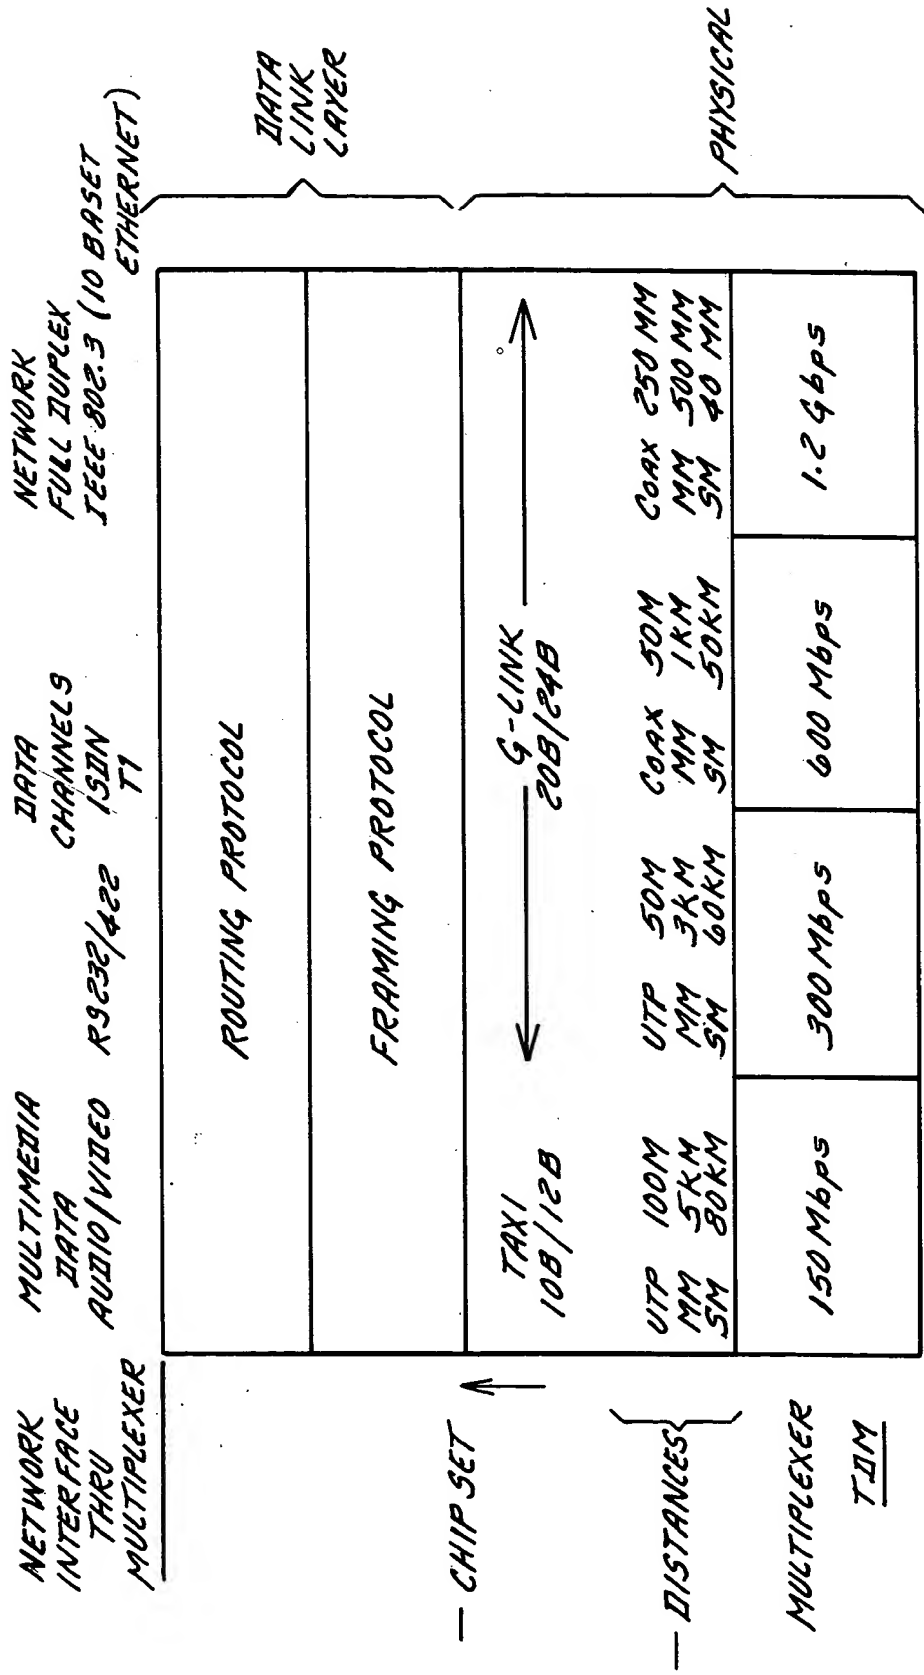 NETWORK
INTERFACE
THRU
MULTIPLEXER
MULTIMEDIA
DATA
AUDIO/VIDEO
RS232/422
DATA
CHANNELS
ISDN
T1
NETWORK
FULL DUPLEX
IEEE 802.3 (10 BASET
ETHERNET)
ROUTING PROTOCOL
FRAMING PROTOCOL
DATA
LINK
LAYER
— CHIP SET
TAXI
10B/12B
G-LINK
20B/24B
— DISTANCES
UTP 100M
MM 5KM
SM 80KM
UTP 50M
MM 3KM
SM 60KM
COAX 50M
MM 1KM
SM 50KM
COAX 250 MM
MM 500 MM
SM 40 MM
PHYSICAL
MULTIPLEXER
TDM
150 Mbps
300 Mbps
600 Mbps
1.2 Gbps